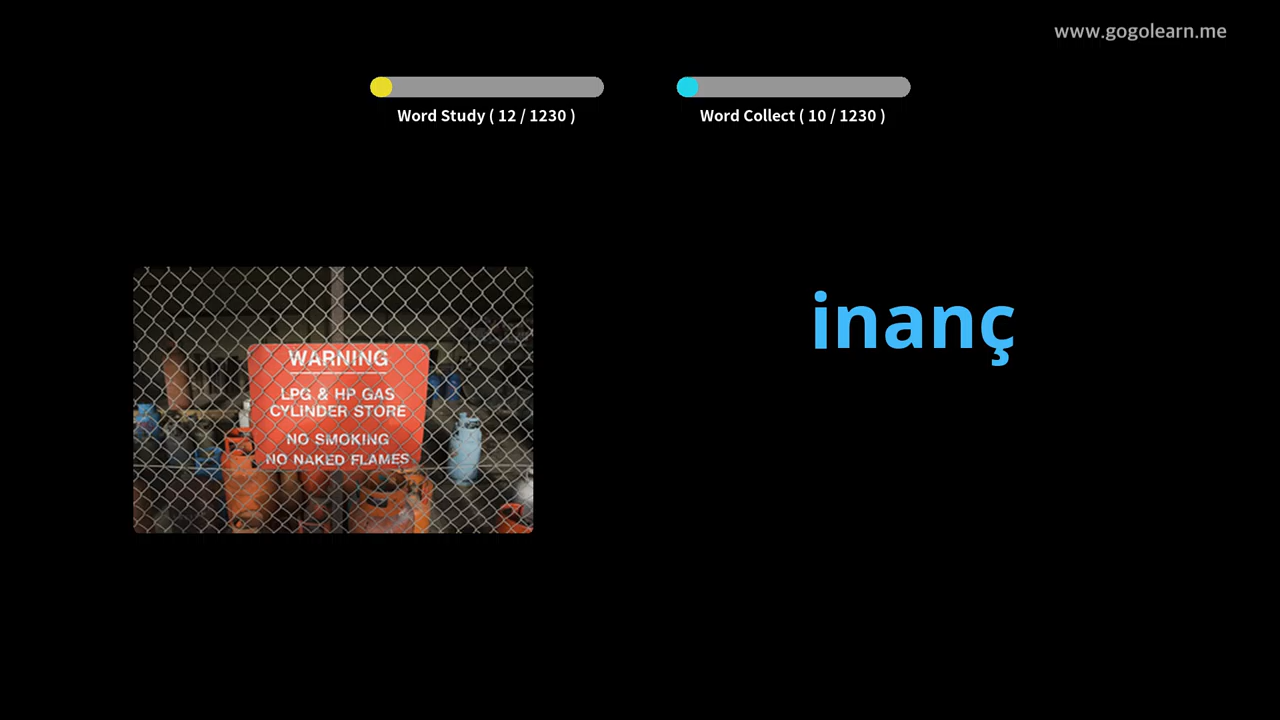 www.gogolearn.me
Word Study ( 12 / 1230 )
Word Collect ( 10 / 1230 )
inanç
WARNING
LPG & HP GAS
CYLINDER STORE
NO SMOKING
NO NAKED FLAMES